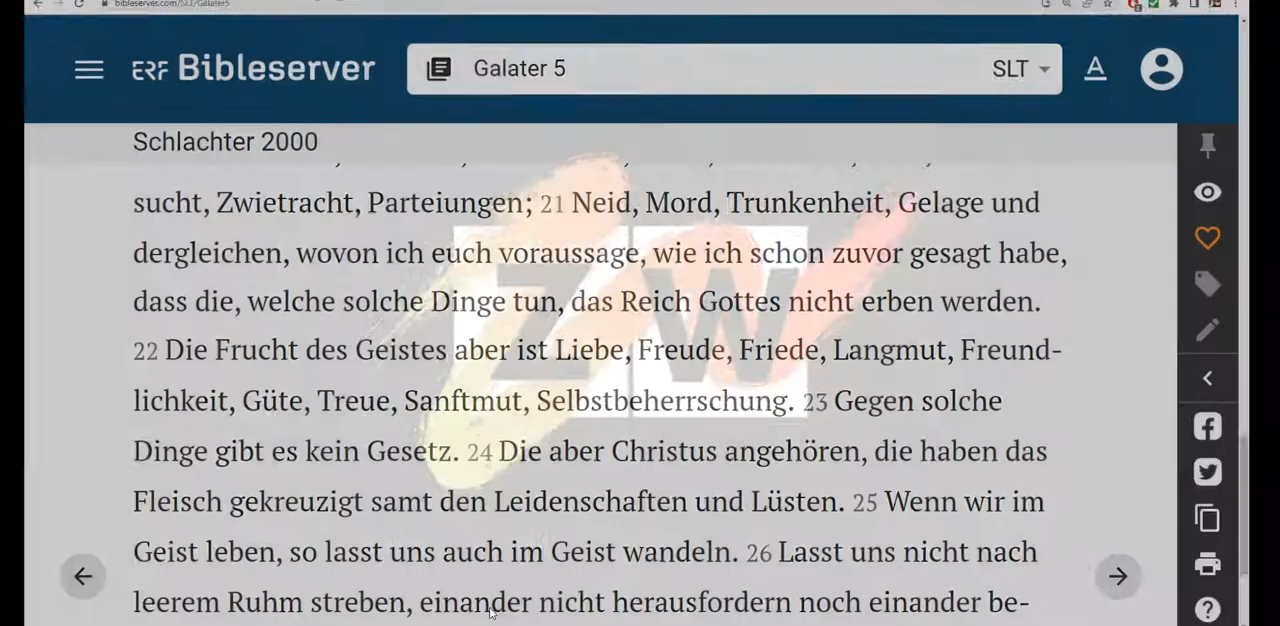 bibleserver.com/SLT/Galater5
ERF Bibleserver
Galater 5
SLT
A
Schlachter 2000
sucht, Zwietracht, Parteiungen; 21 Neid, Mord, Trunkenheit, Gelage und
dergleichen, wovon ich euch voraussage, wie ich schon zuvor gesagt habe,
dass die, welche solche Dinge tun, das Reich Gottes nicht erben werden.
22 Die Frucht des Geistes aber ist Liebe, Freude, Friede, Langmut, Freund-
lichkeit, Güte, Treue, Sanftmut, Selbstbeherrschung. 23 Gegen solche
Dinge gibt es kein Gesetz. 24 Die aber Christus angehören, die haben das
Fleisch gekreuzigt samt den Leidenschaften und Lüsten. 25 Wenn wir im
Geist leben, so lasst uns auch im Geist wandeln. 26 Lasst uns nicht nach
leerem Ruhm streben, einander nicht herausfordern noch einander be-
ZW